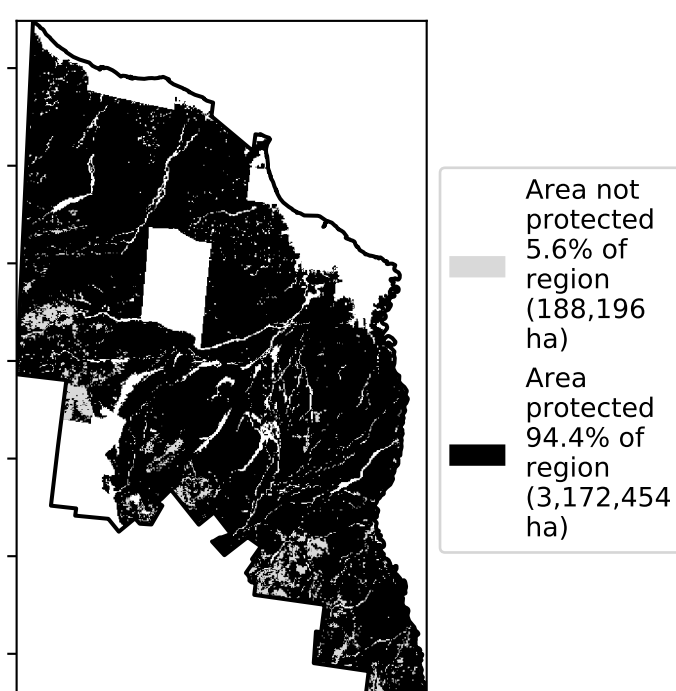 Area not
protected
5.6% of
region
(188,196
ha)
Area
protected
94.4% of
region
(3,172,454
ha)